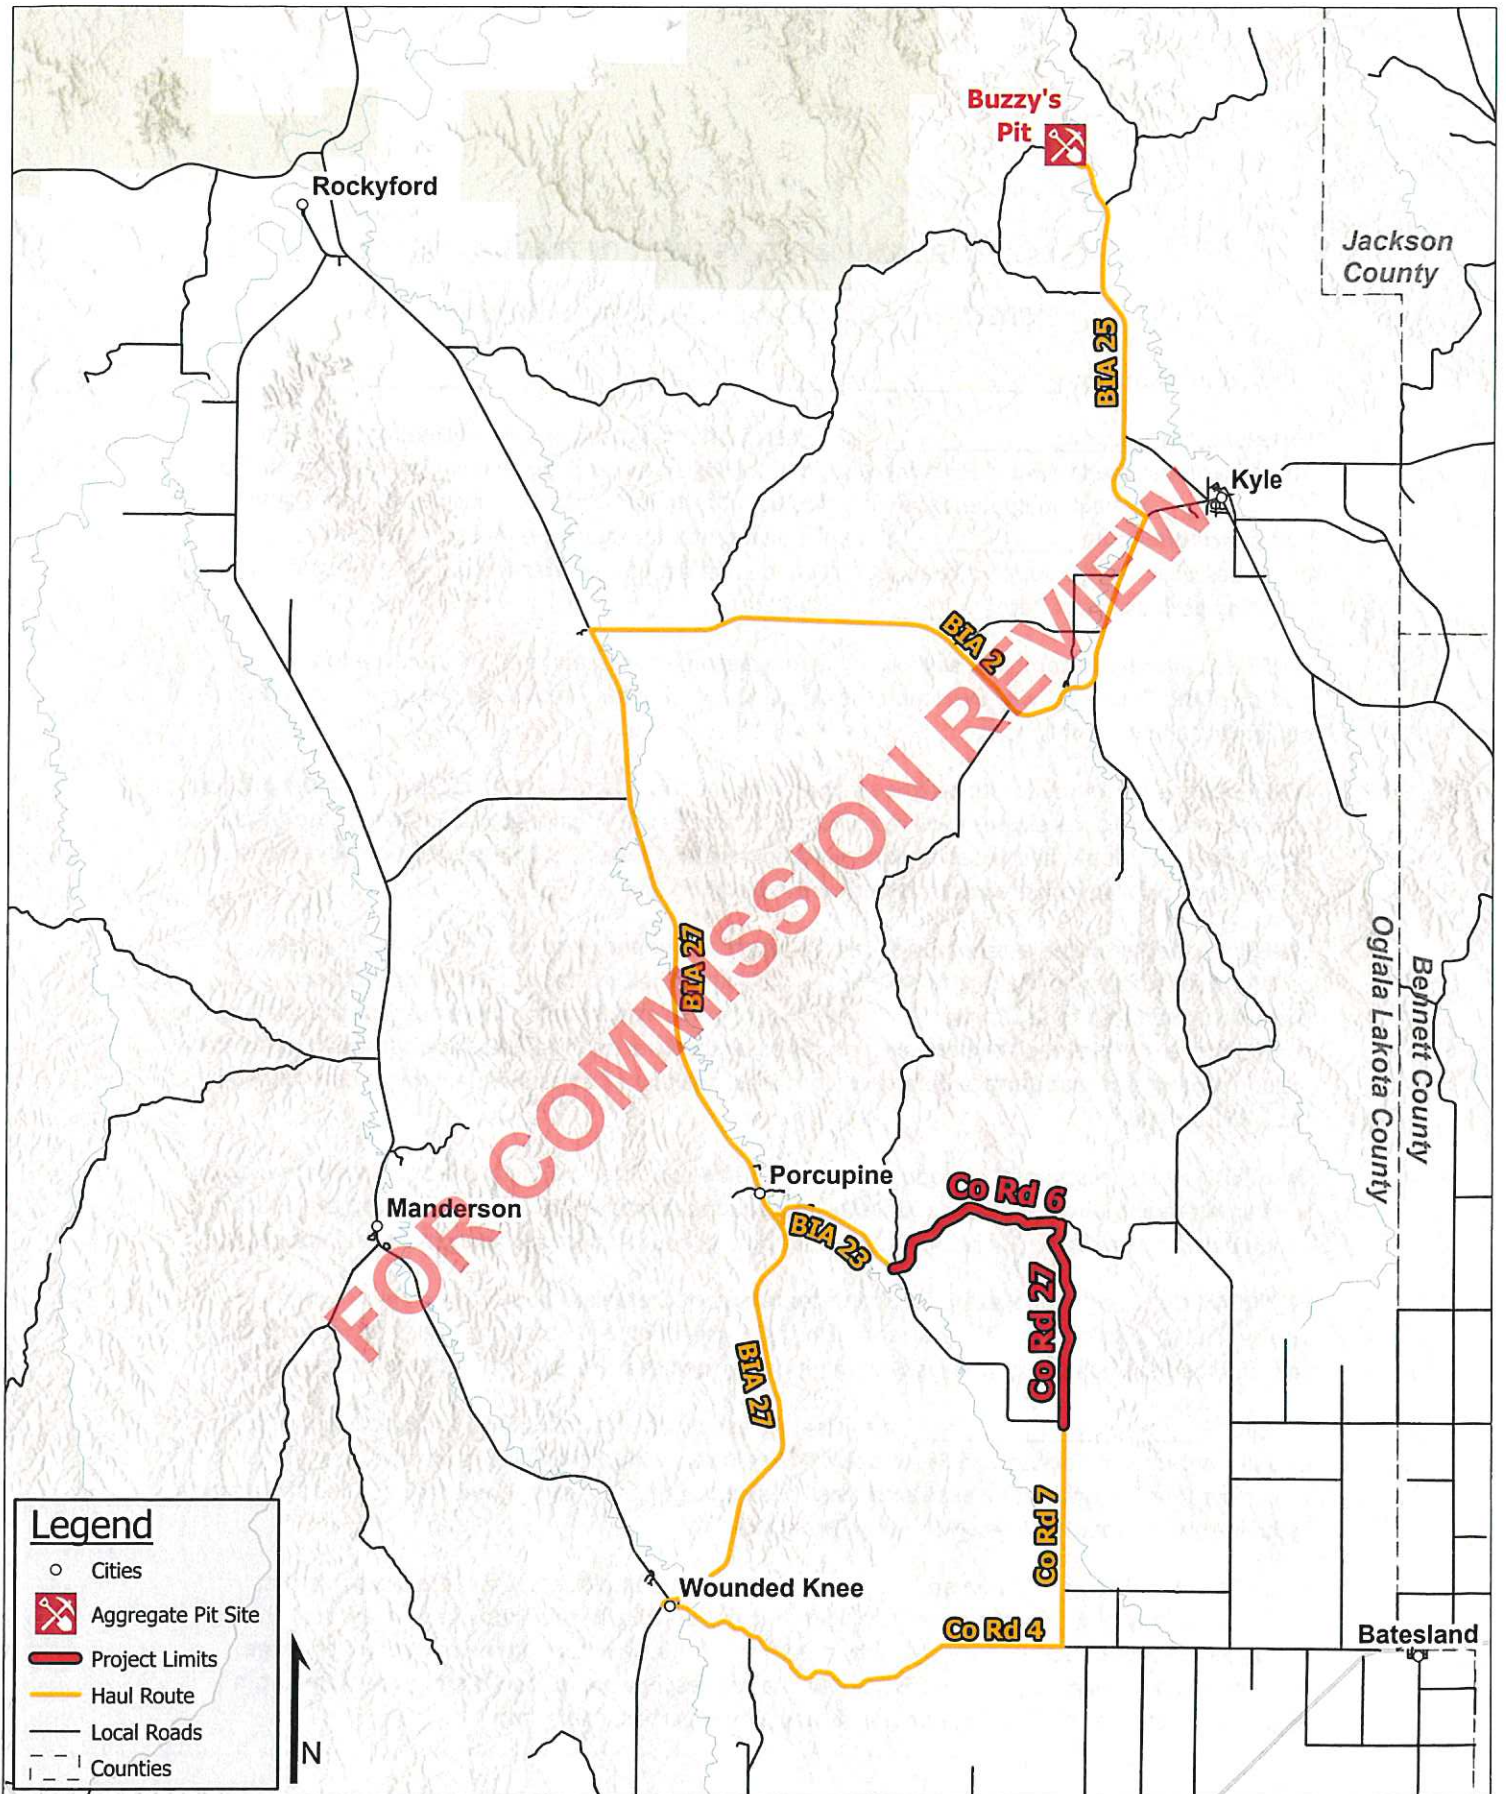 Buzzy's
Pit
Rockyford
Jackson
County
BIA 25
Kyle
BIA 2
FOR COMMISSION REVIEW
BIA 27
Bennett County
Oglala Lakota County
Porcupine
Co Rd 6
Manderson
BIA 23
Co Rd 27
BIA 27
Co Rd 7
Wounded Knee
Co Rd 4
Batesland
Legend
Cities
Aggregate Pit Site
Project Limits
Haul Route
Local Roads
Counties
N